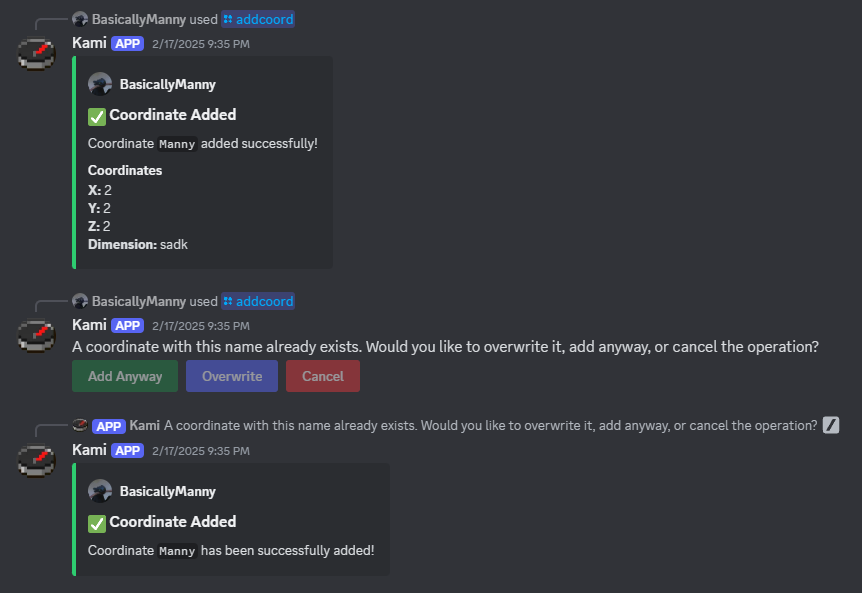 BasicallyManny used addcoord
Kami APP 2/17/2025 9:35 PM
BasicallyManny
Coordinate Added
Coordinate Manny added successfully!
Coordinates
X: 2
Y: 2
Z: 2
Dimension: sadk
BasicallyManny used addcoord
Kami APP 2/17/2025 9:35 PM
A coordinate with this name already exists. Would you like to overwrite it, add anyway, or cancel the operation?
Add Anyway Overwrite Cancel
APP Kami A coordinate with this name already exists. Would you like to overwrite it, add anyway, or cancel the operation?
Kami APP 2/17/2025 9:35 PM
BasicallyManny
Coordinate Added
Coordinate Manny has been successfully added!